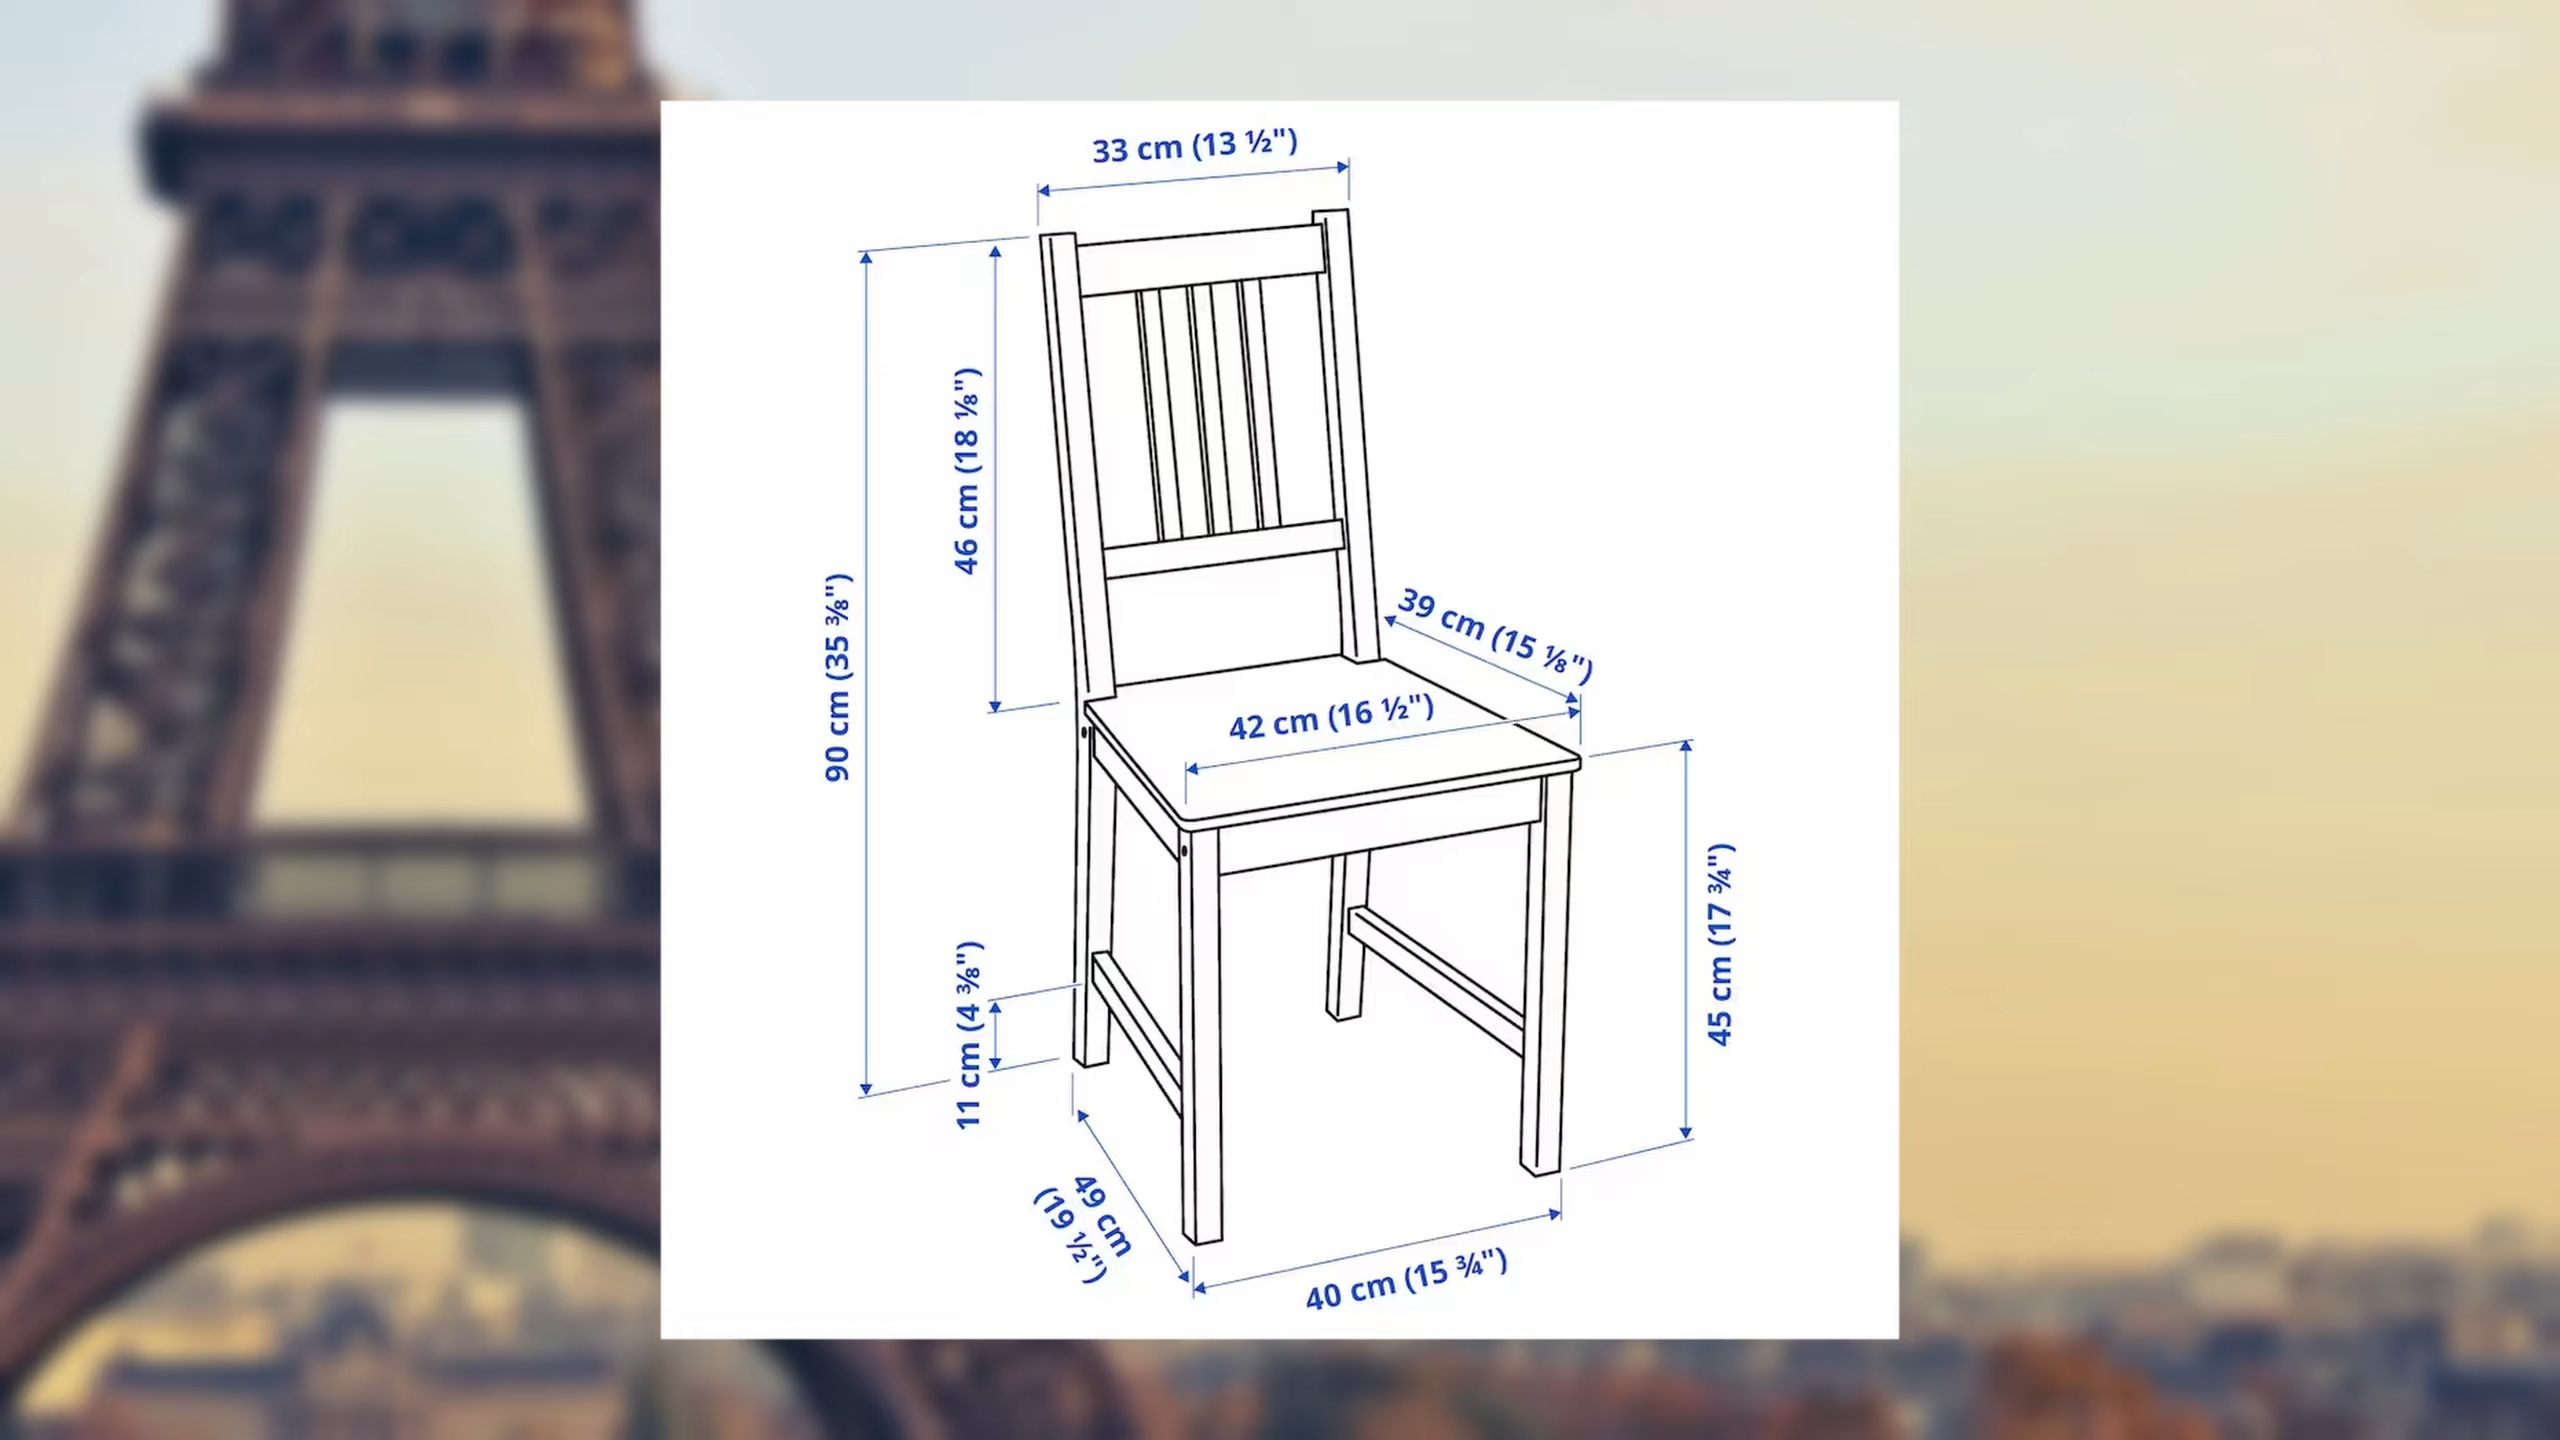 33 cm (13 ½")
46 cm (18 ⅛")
90 cm (35 ⅜")
39 cm (15 ⅛")
42 cm (16 ½")
45 cm (17 ¾")
11 cm (4 ⅜")
49 cm
(19 ½")
40 cm (15 ¾")